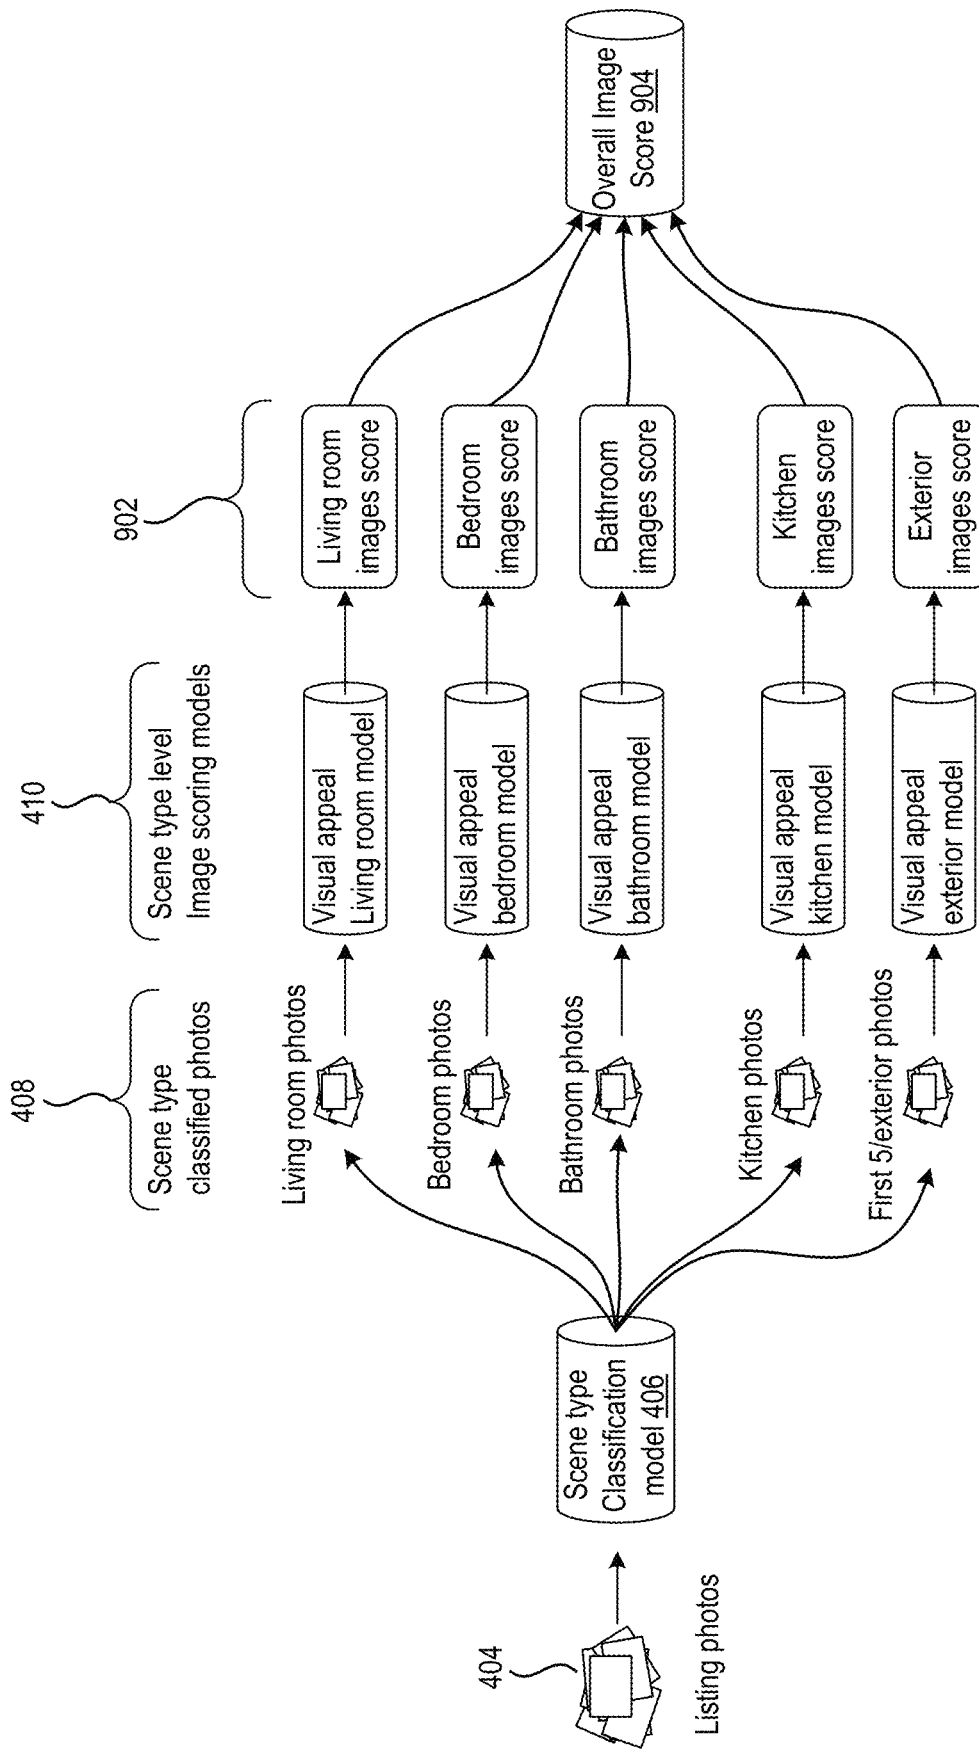 404
Listing photos
Scene type
Classification
model 406
408
Scene type
classified photos
Living room photos
Bedroom photos
Bathroom photos
Kitchen photos
First 5/exterior photos
410
Scene type level
Image scoring models
Visual appeal
Living room model
Visual appeal
bedroom model
Visual appeal
bathroom model
Visual appeal
kitchen model
Visual appeal
exterior model
902
Living room
images score
Bedroom
images score
Bathroom
images score
Kitchen
images score
Exterior
images score
Overall Image
Score 904